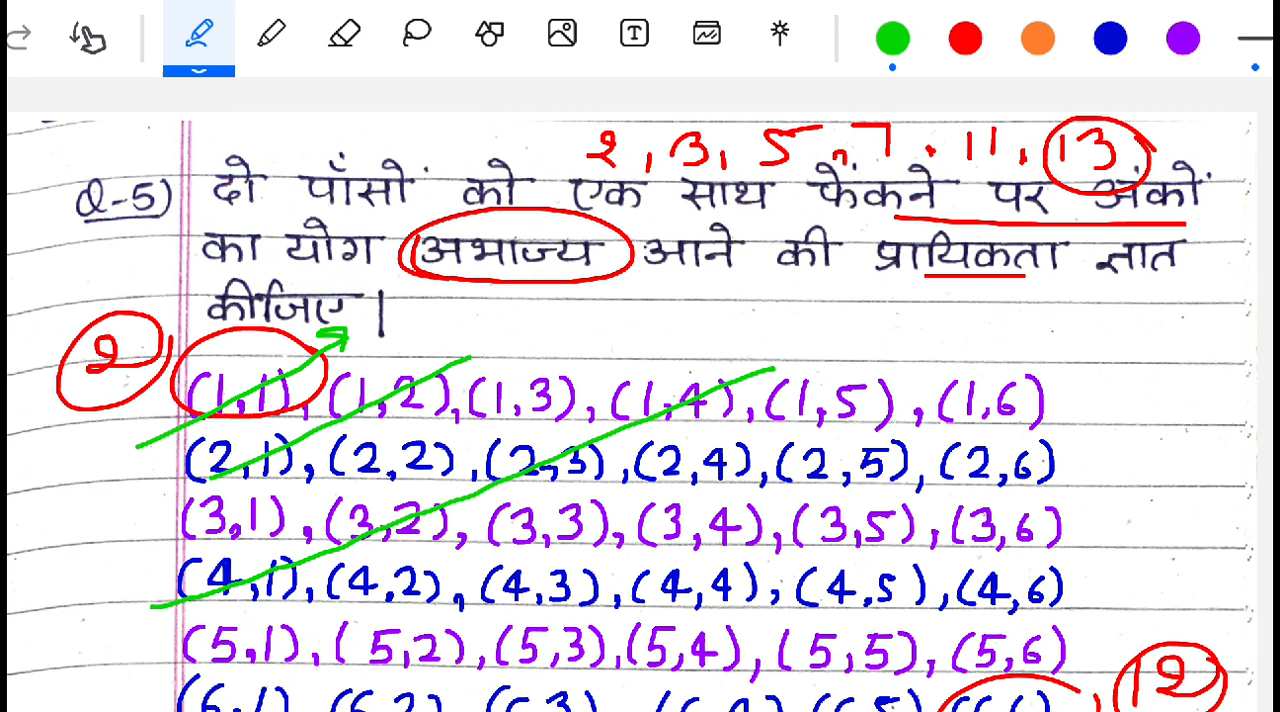 2, 3, 5, 7, 11, 13
Q-5) दो पाँसों को एक साथ फेंकने पर अंकों
का योग अभाज्य आने की प्रायिकता ज्ञात
कीजिए|
2
(1,1), (1,2), (1,3), (1,4), (1,5), (1,6)
(2,1), (2,2), (2,3), (2,4), (2,5), (2,6)
(3,1), (3,2), (3,3), (3,4), (3,5), (3,6)
(4,1), (4,2), (4,3), (4,4), (4,5), (4,6)
(5,1), (5,2), (5,3), (5,4), (5,5), (5,6)
12